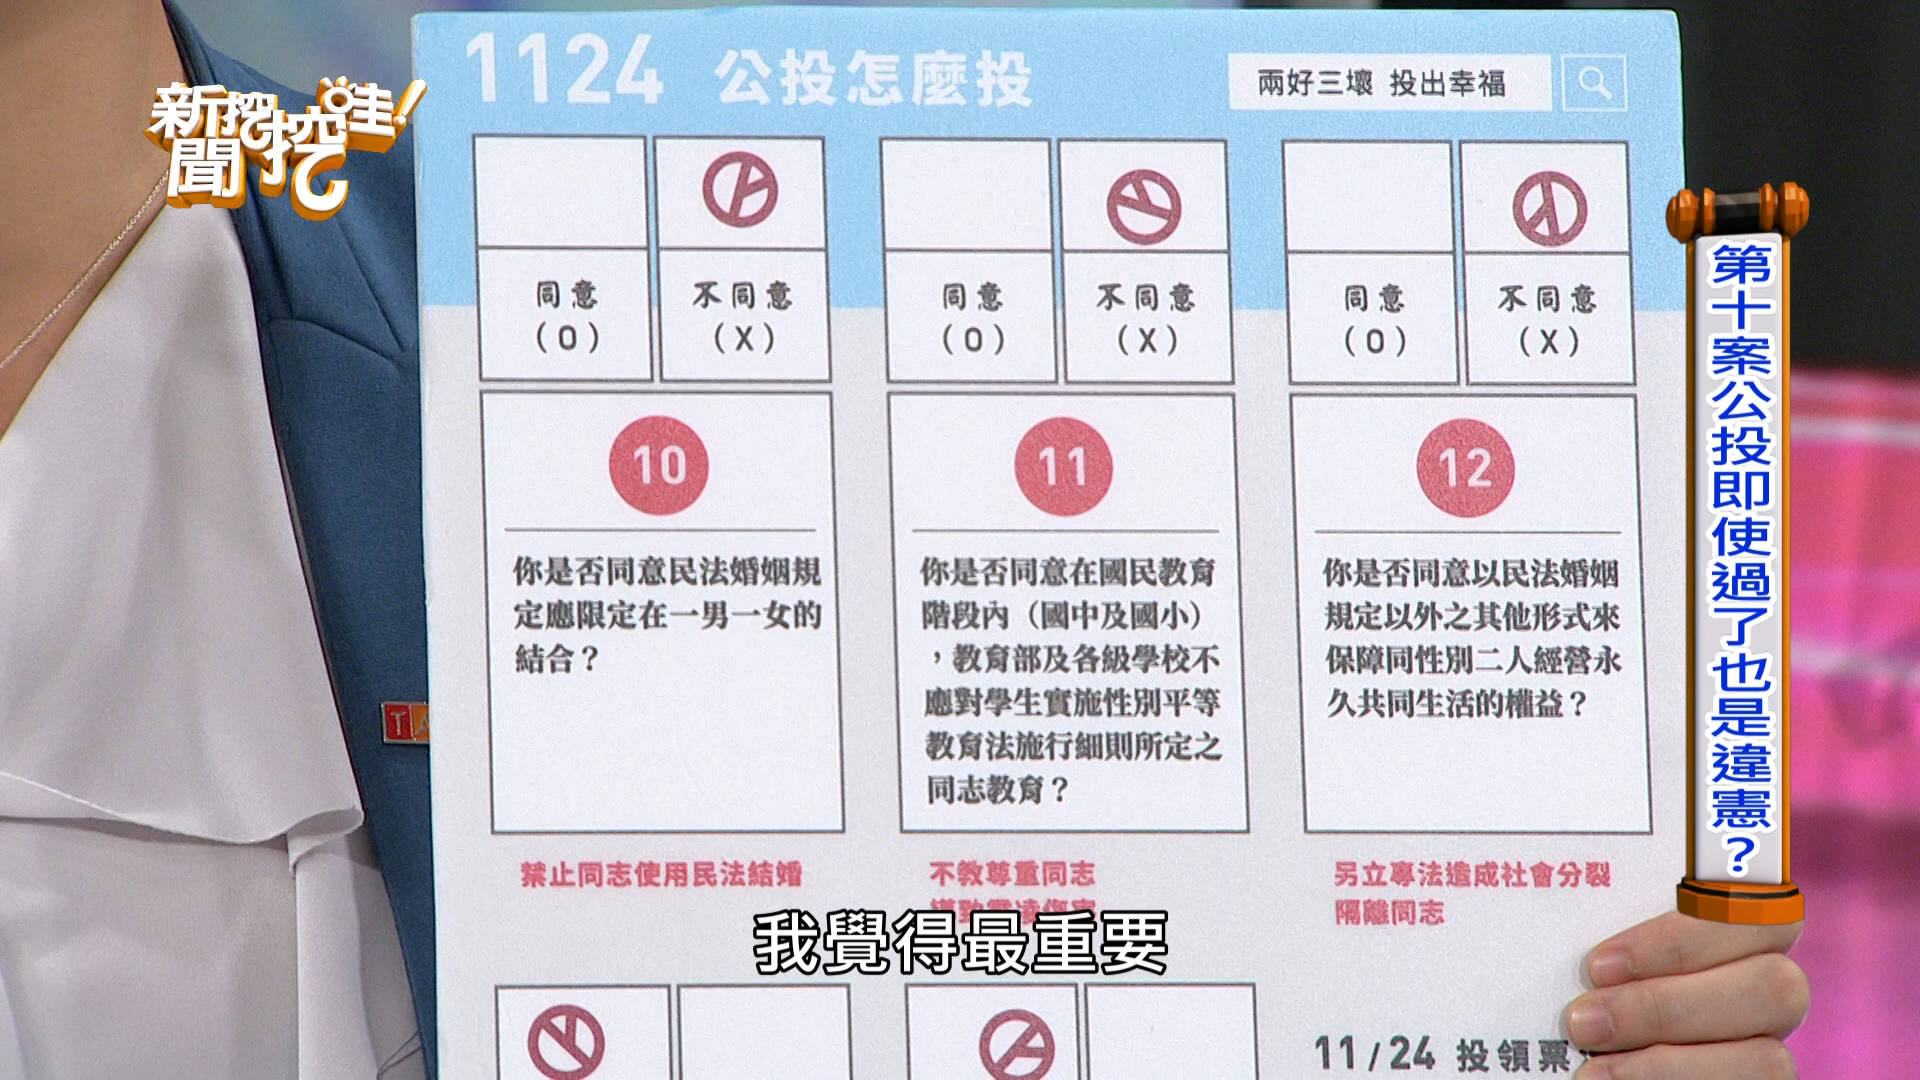 新聞挖挖哇!
1124 公投怎麼投
兩好三壞 投出幸福
同意
(O)
不同意
(X)
同意
(O)
不同意
(X)
同意
(O)
不同意
(X)
10
你是否同意民法婚姻規
定應限定在一男一女的
結合？
禁止同志使用民法結婚
11
你是否同意在國民教育
階段內（國中及國小）
，教育部及各級學校不
應對學生實施性別平等
教育法施行細則所定之
同志教育？
不教尊重同志
12
你是否同意以民法婚姻
規定以外之其他形式來
保障同性別二人經營永
久共同生活的權益？
另立專法造成社會分裂
隔離同志
11/24 投領票
TA
第十案公投即使過了也是違憲？
我覺得最重要